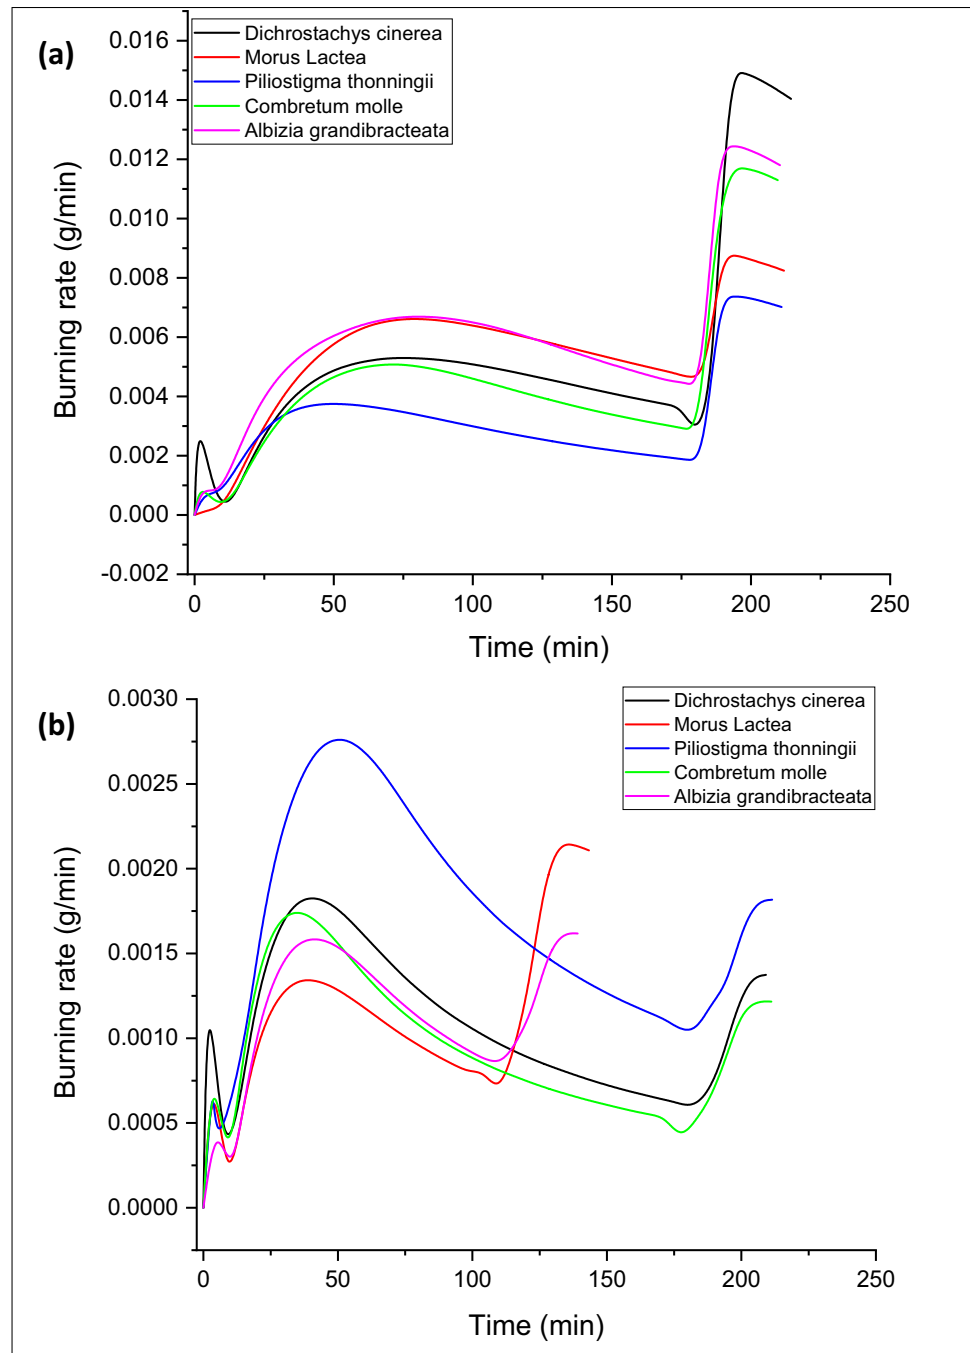 (a)
Dichrostachys cinerea
Morus Lactea
Piliostigma thonningii
Combretum molle
Albizia grandibracteata
0.016
0.014
0.012
0.010
0.008
0.006
0.004
0.002
0.000
-0.002
Burning rate (g/min)
0 50 100 150 200 250
Time (min)
(b)
Dichrostachys cinerea
Morus Lactea
Piliostigma thonningii
Combretum molle
Albizia grandibracteata
0.0030
0.0025
0.0020
0.0015
0.0010
0.0005
0.0000
Burning rate (g/min)
0 50 100 150 200 250
Time (min)